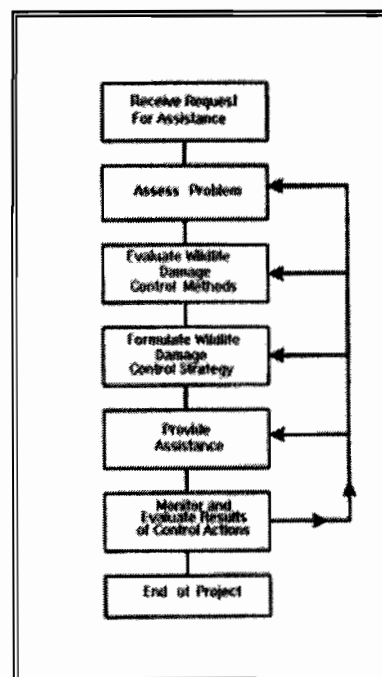 Receive Request
For Assistance
Assess Problem
Evaluate Wildlife
Damage
Control Methods
Formulate Wildlife
Damage
Control Strategy
Provide
Assistance
Monitor and
Evaluate Results
of Control Actions
End of Project